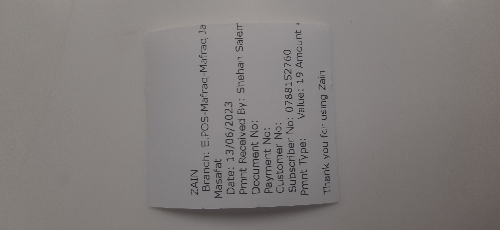 ZAIN
Branch: E.POS-Mafraq-Mafraq Ja
Masafat
Date: 13/06/2023
Pmnt Received By: Shehan Salem
Document No:
Payment No:
Customer No:
Subscriber No: 0788152760
Pmnt Type: Value: 19 Amount
Thank you for using Zain